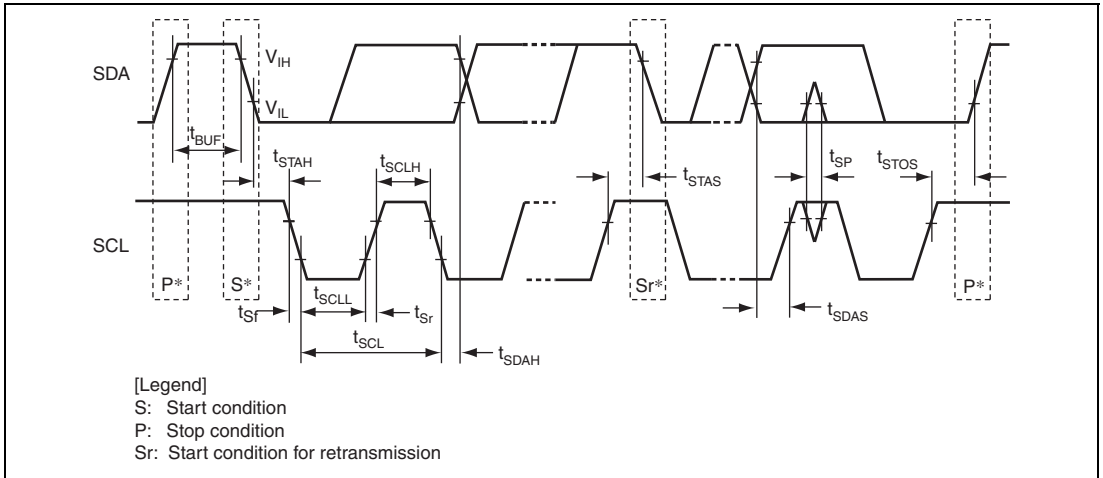 SDA
V_IH
V_IL
t_BUF
t_STAH
t_SCLH
t_STAS
t_SP
t_STOS
SCL
P*
S*
Sr*
P*
t_Sf
t_SCLL
t_Sr
t_SDAS
t_SCL
t_SDAH
[Legend]
S: Start condition
P: Stop condition
Sr: Start condition for retransmission